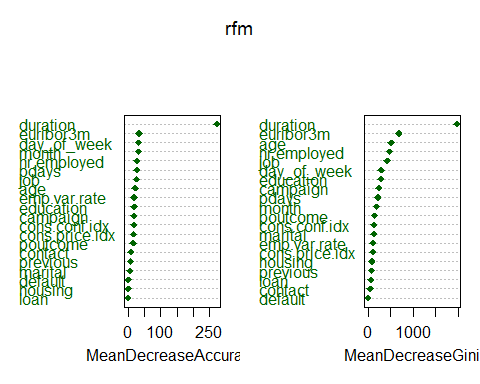 rfm
duration
euribor3m
day_of_week
month
nr.employed
pdays
job
age
emp.var.rate
education
campaign
cons.conf.idx
cons.price.idx
poutcome
contact
previous
marital
default
housing
loan
0 100 250
MeanDecreaseAccura
duration
euribor3m
age
nr.employed
job
day_of_week
education
campaign
pdays
month
poutcome
cons.conf.idx
marital
emp.var.rate
cons.price.idx
housing
previous
loan
contact
default
0 1000
MeanDecreaseGini